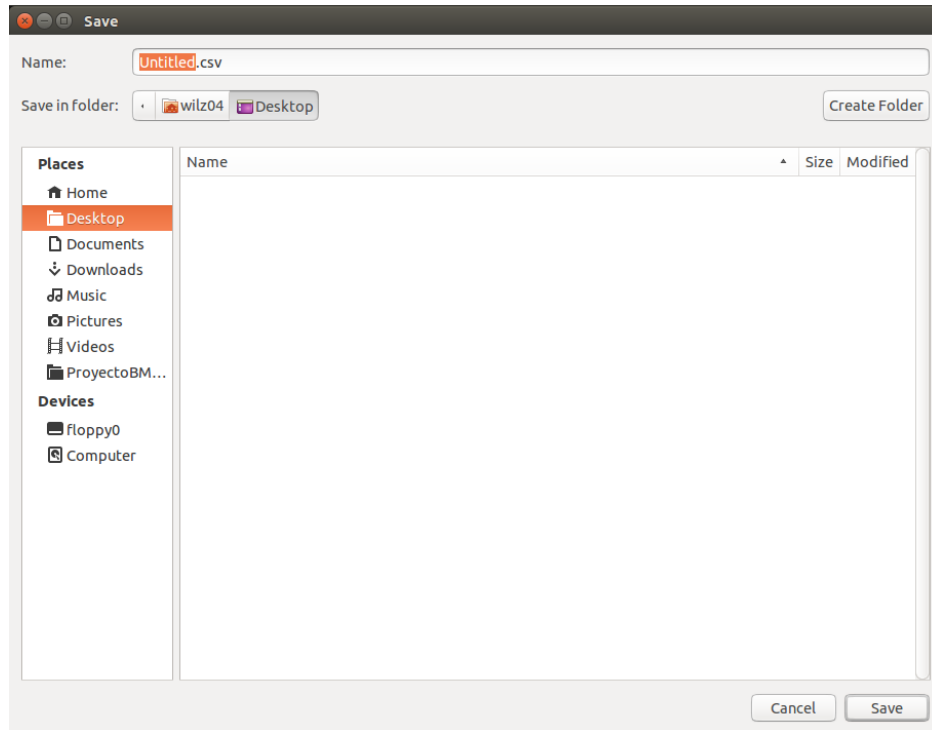 Save
Name: Untitled.csv
Save in folder: wilz04 Desktop Create Folder
Places
Name Size Modified
Home
Desktop
Documents
Downloads
Music
Pictures
Videos
ProyectoBM...
Devices
floppy0
Computer
Cancel Save